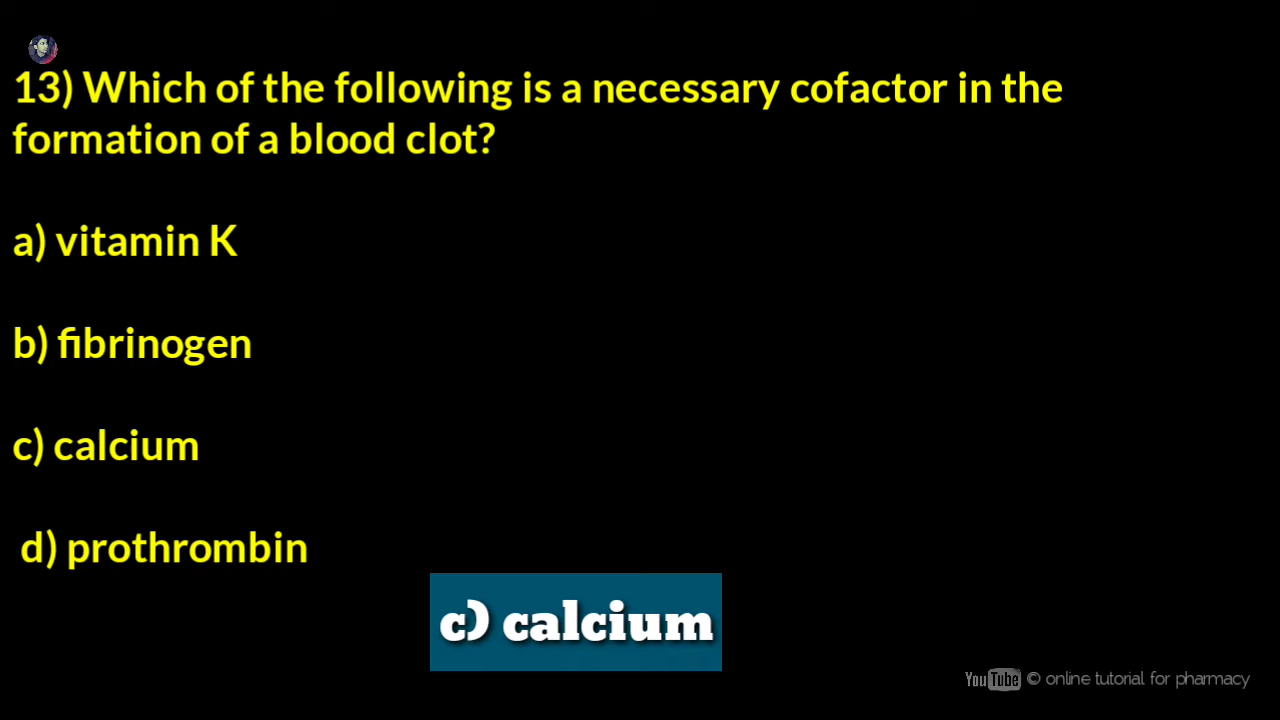 13) Which of the following is a necessary cofactor in the
formation of a blood clot?
a) vitamin K
b) fibrinogen
c) calcium
d) prothrombin
c) calcium
YouTube © online tutorial for pharmacy